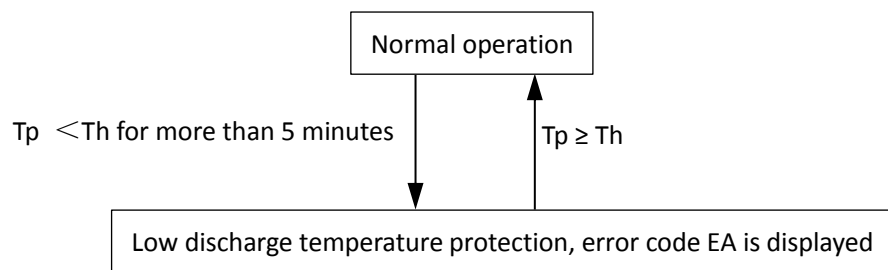 Normal operation
Tp ＜Th for more than 5 minutes
Tp ≥ Th
Low discharge temperature protection, error code EA is displayed